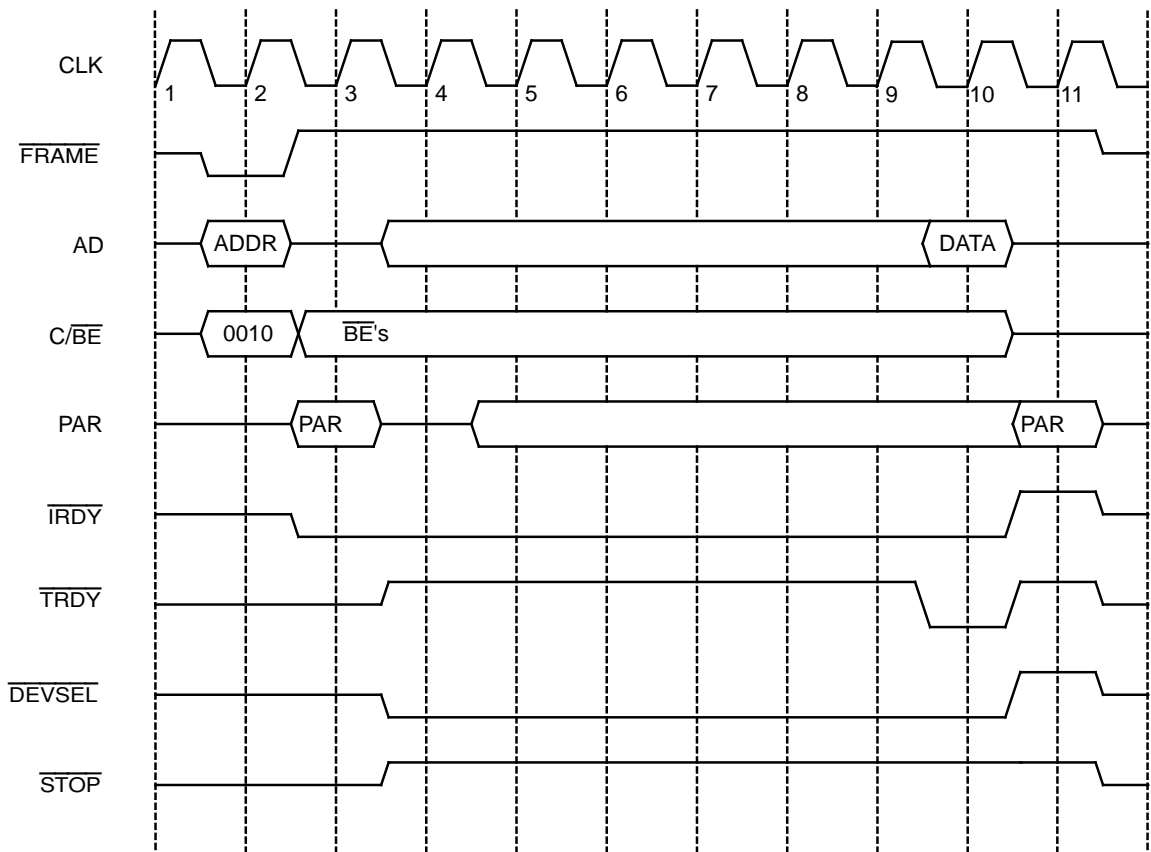 CLK
1 2 3 4 5 6 7 8 9 10 11
FRAME
AD ADDR DATA
C/BE 0010 BE's
PAR PAR PAR
IRDY
TRDY
DEVSEL
STOP